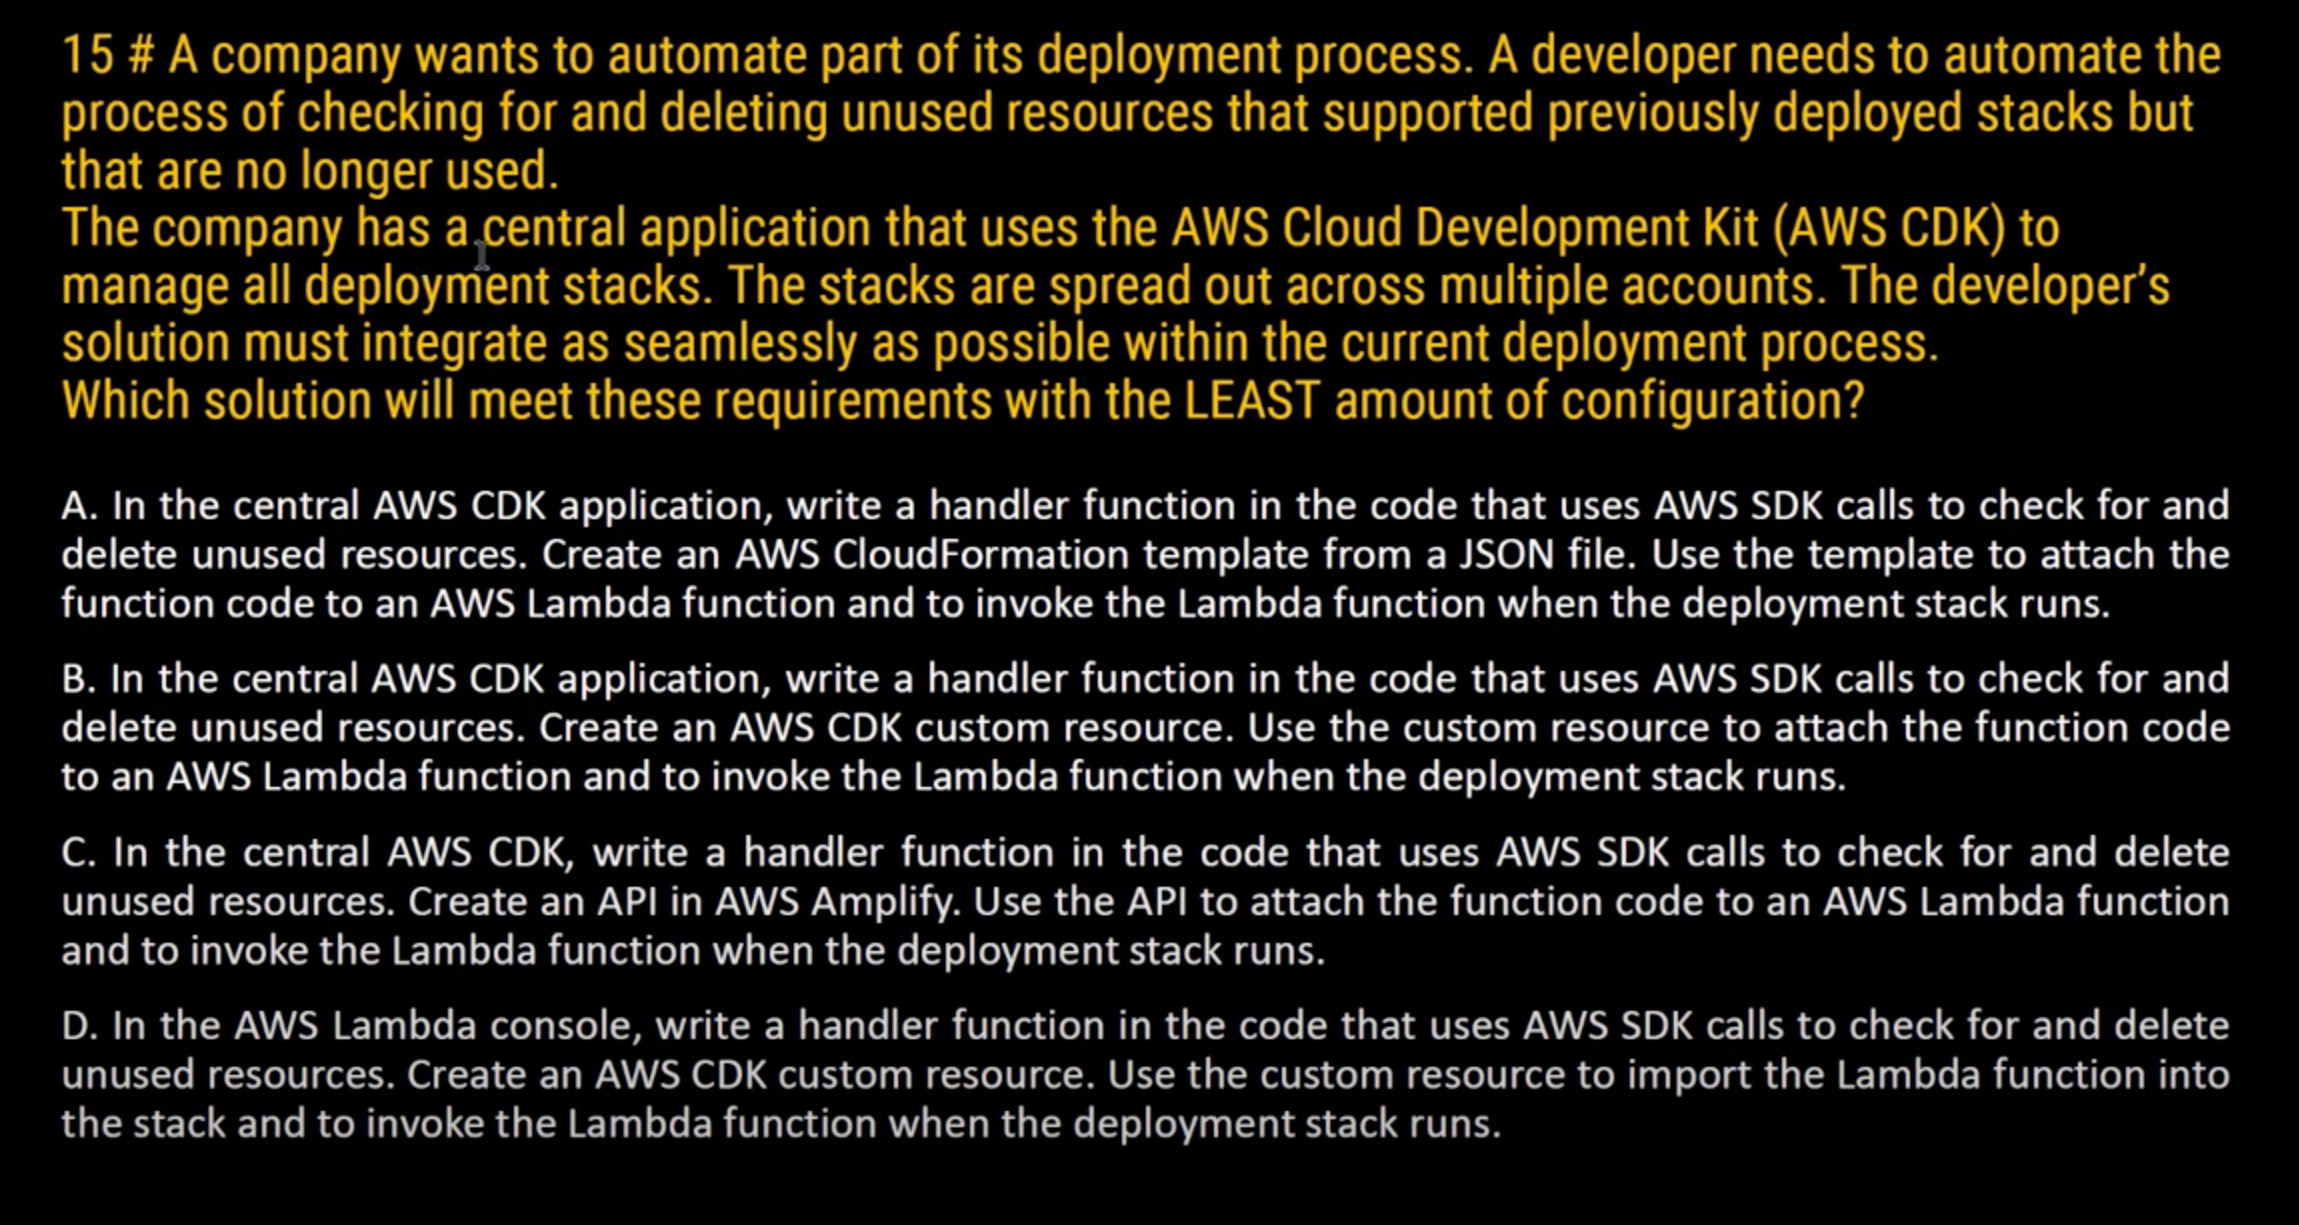 15 # A company wants to automate part of its deployment process. A developer needs to automate the
process of checking for and deleting unused resources that supported previously deployed stacks but
that are no longer used.
The company has a central application that uses the AWS Cloud Development Kit (AWS CDK) to
manage all deployment stacks. The stacks are spread out across multiple accounts. The developer’s
solution must integrate as seamlessly as possible within the current deployment process.
Which solution will meet these requirements with the LEAST amount of configuration?
A. In the central AWS CDK application, write a handler function in the code that uses AWS SDK calls to check for and
delete unused resources. Create an AWS CloudFormation template from a JSON file. Use the template to attach the
function code to an AWS Lambda function and to invoke the Lambda function when the deployment stack runs.
B. In the central AWS CDK application, write a handler function in the code that uses AWS SDK calls to check for and
delete unused resources. Create an AWS CDK custom resource. Use the custom resource to attach the function code
to an AWS Lambda function and to invoke the Lambda function when the deployment stack runs.
C. In the central AWS CDK, write a handler function in the code that uses AWS SDK calls to check for and delete
unused resources. Create an API in AWS Amplify. Use the API to attach the function code to an AWS Lambda function
and to invoke the Lambda function when the deployment stack runs.
D. In the AWS Lambda console, write a handler function in the code that uses AWS SDK calls to check for and delete
unused resources. Create an AWS CDK custom resource. Use the custom resource to import the Lambda function into
the stack and to invoke the Lambda function when the deployment stack runs.